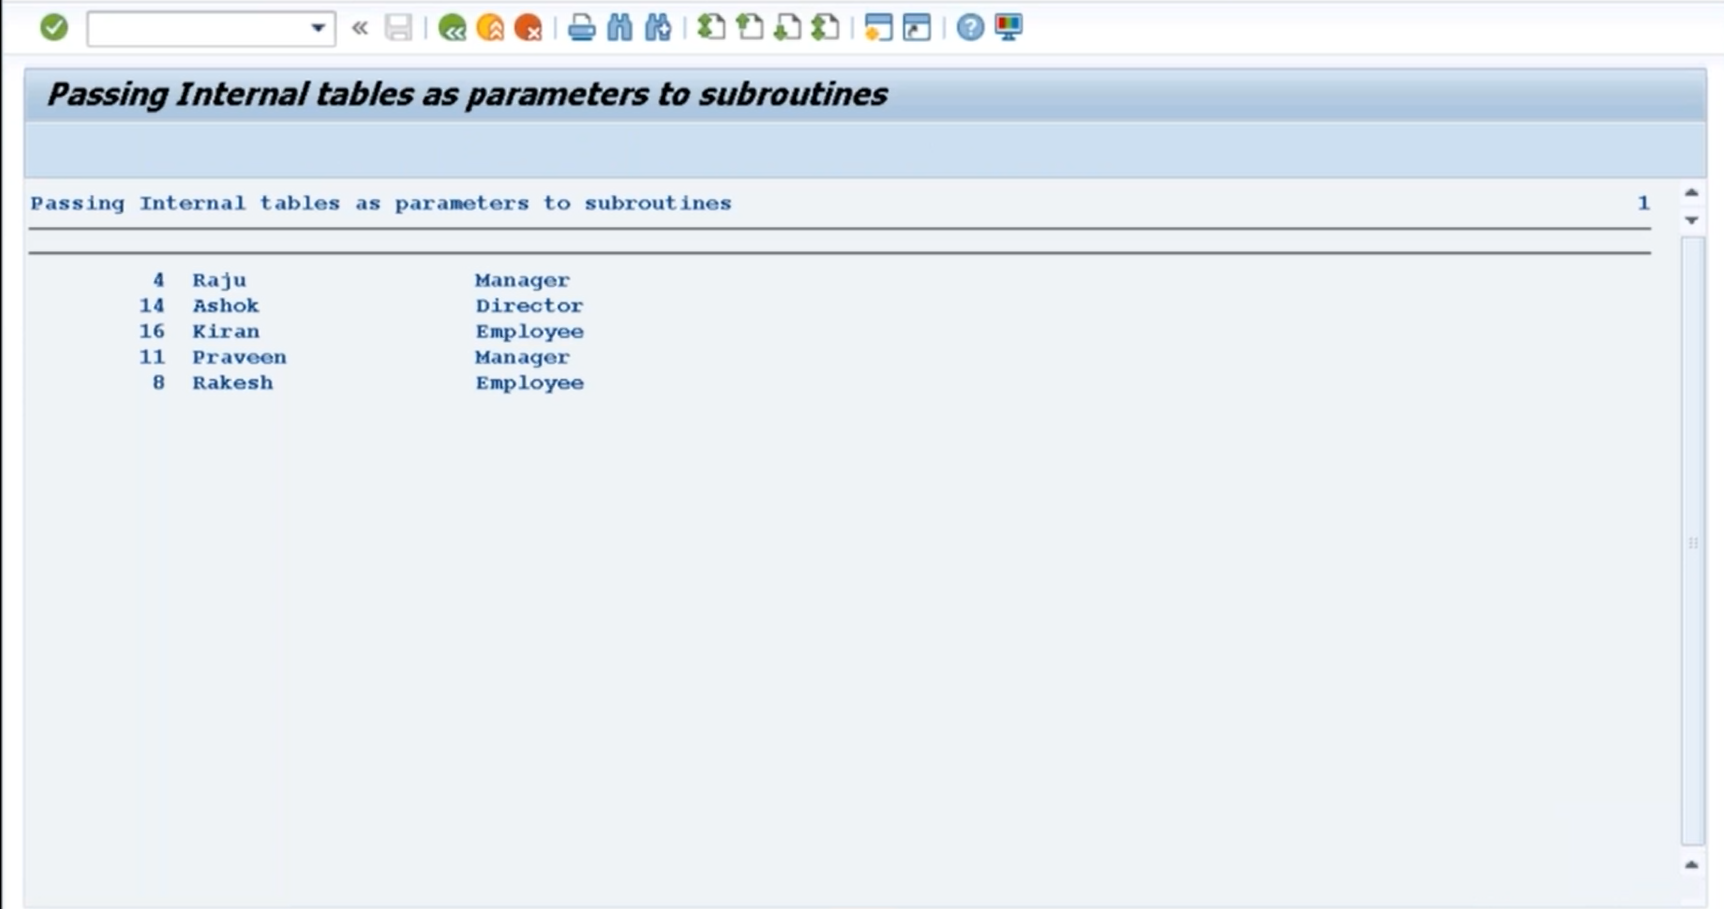 Passing Internal tables as parameters to subroutines
Passing Internal tables as parameters to subroutines 1
4 Raju Manager
14 Ashok Director
16 Kiran Employee
11 Praveen Manager
8 Rakesh Employee